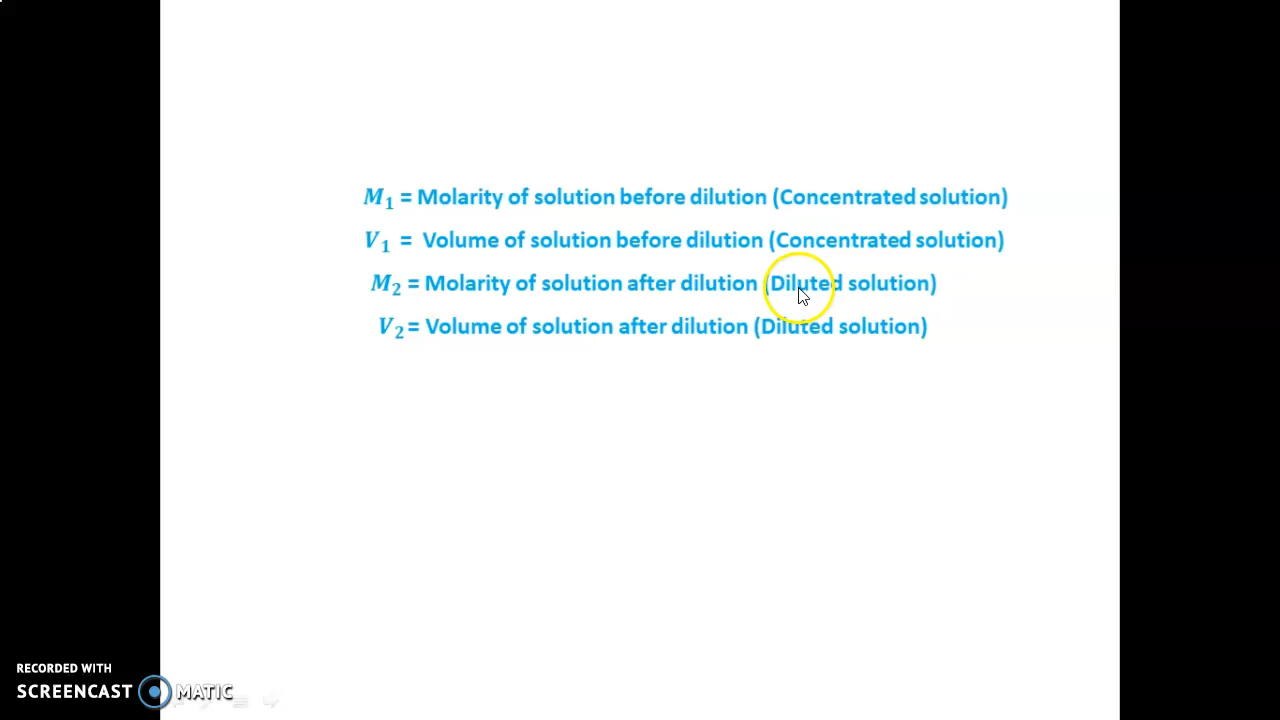 M₁ = Molarity of solution before dilution (Concentrated solution)
V₁ = Volume of solution before dilution (Concentrated solution)
M₂ = Molarity of solution after dilution (Diluted solution)
V₂ = Volume of solution after dilution (Diluted solution)
RECORDED WITH
SCREENCAST MATIC